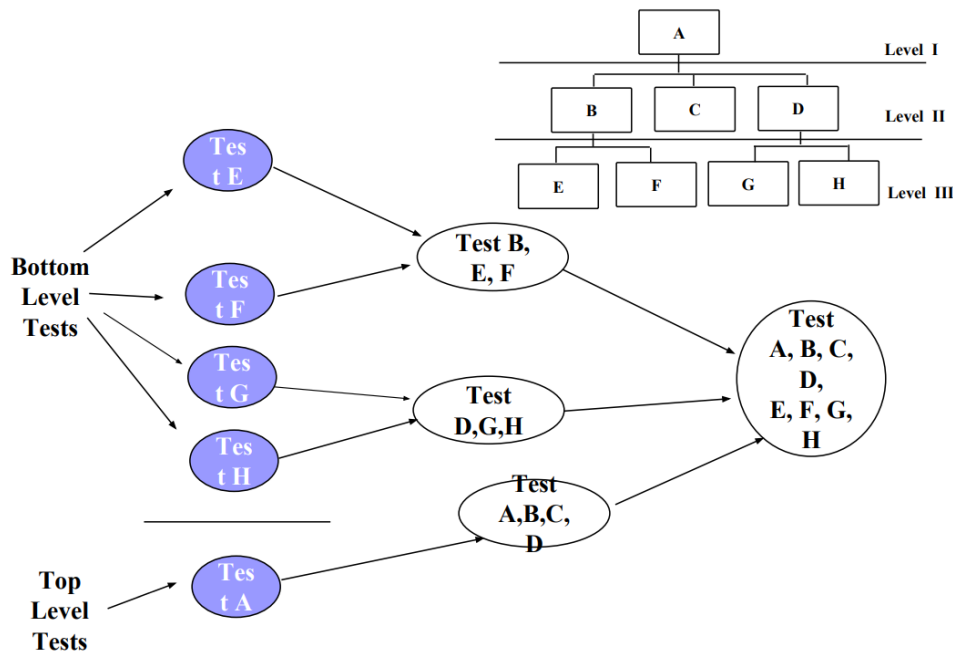 A
Level I
B
C
D
Level II
E
F
G
H
Level III
Bottom
Level
Tests
Tes
t E
Tes
t F
Tes
t G
Tes
t H
Test B,
E, F
Test
D,G,H
Test
A,B,C,
D
Test
A, B, C,
D,
E, F, G,
H
Top
Level
Tests
Tes
t A